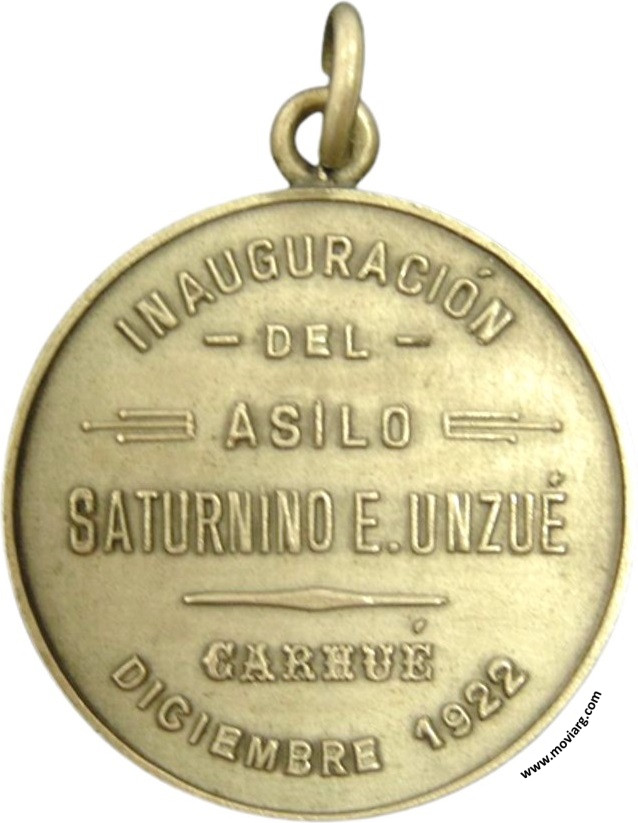 INAUGURACIÓN
- DEL -
ASILO
SATURNINO E. UNZUÉ
CARHUÉ
DICIEMBRE 1922
www.moviarg.com